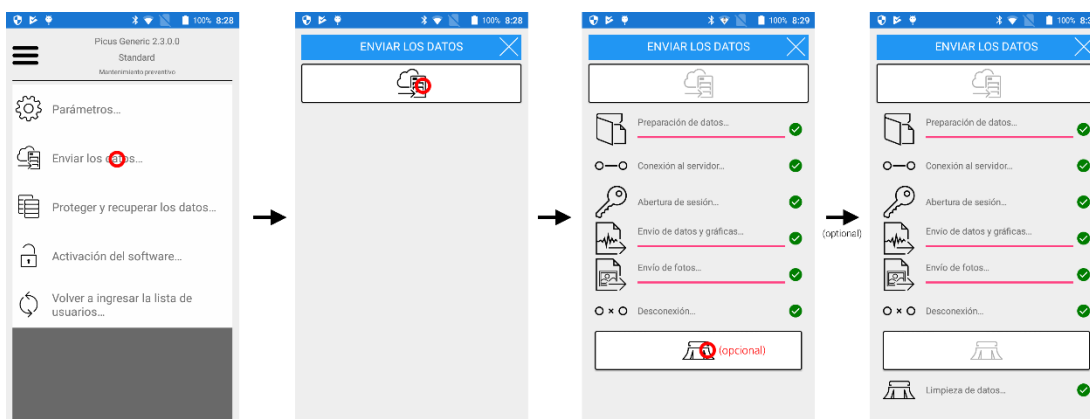 100% 8:28
Picus Generic 2.3.0.0
Standard
Mantenimiento preventivo
Parámetros...
Enviar los datos...
Proteger y recuperar los datos...
Activación del software...
Volver a ingresar la lista de
usuarios...
100% 8:28
ENVIAR LOS DATOS
100% 8:29
ENVIAR LOS DATOS
Preparación de datos...
Conexión al servidor...
Abertura de sesión...
Envío de datos y gráficas...
Envío de fotos...
Desconexión...
(opcional)
(optional)
100%
ENVIAR LOS DATOS
Preparación de datos...
Conexión al servidor...
Abertura de sesión...
Envío de datos y gráficas...
Envío de fotos...
Desconexión...
Limpieza de datos...